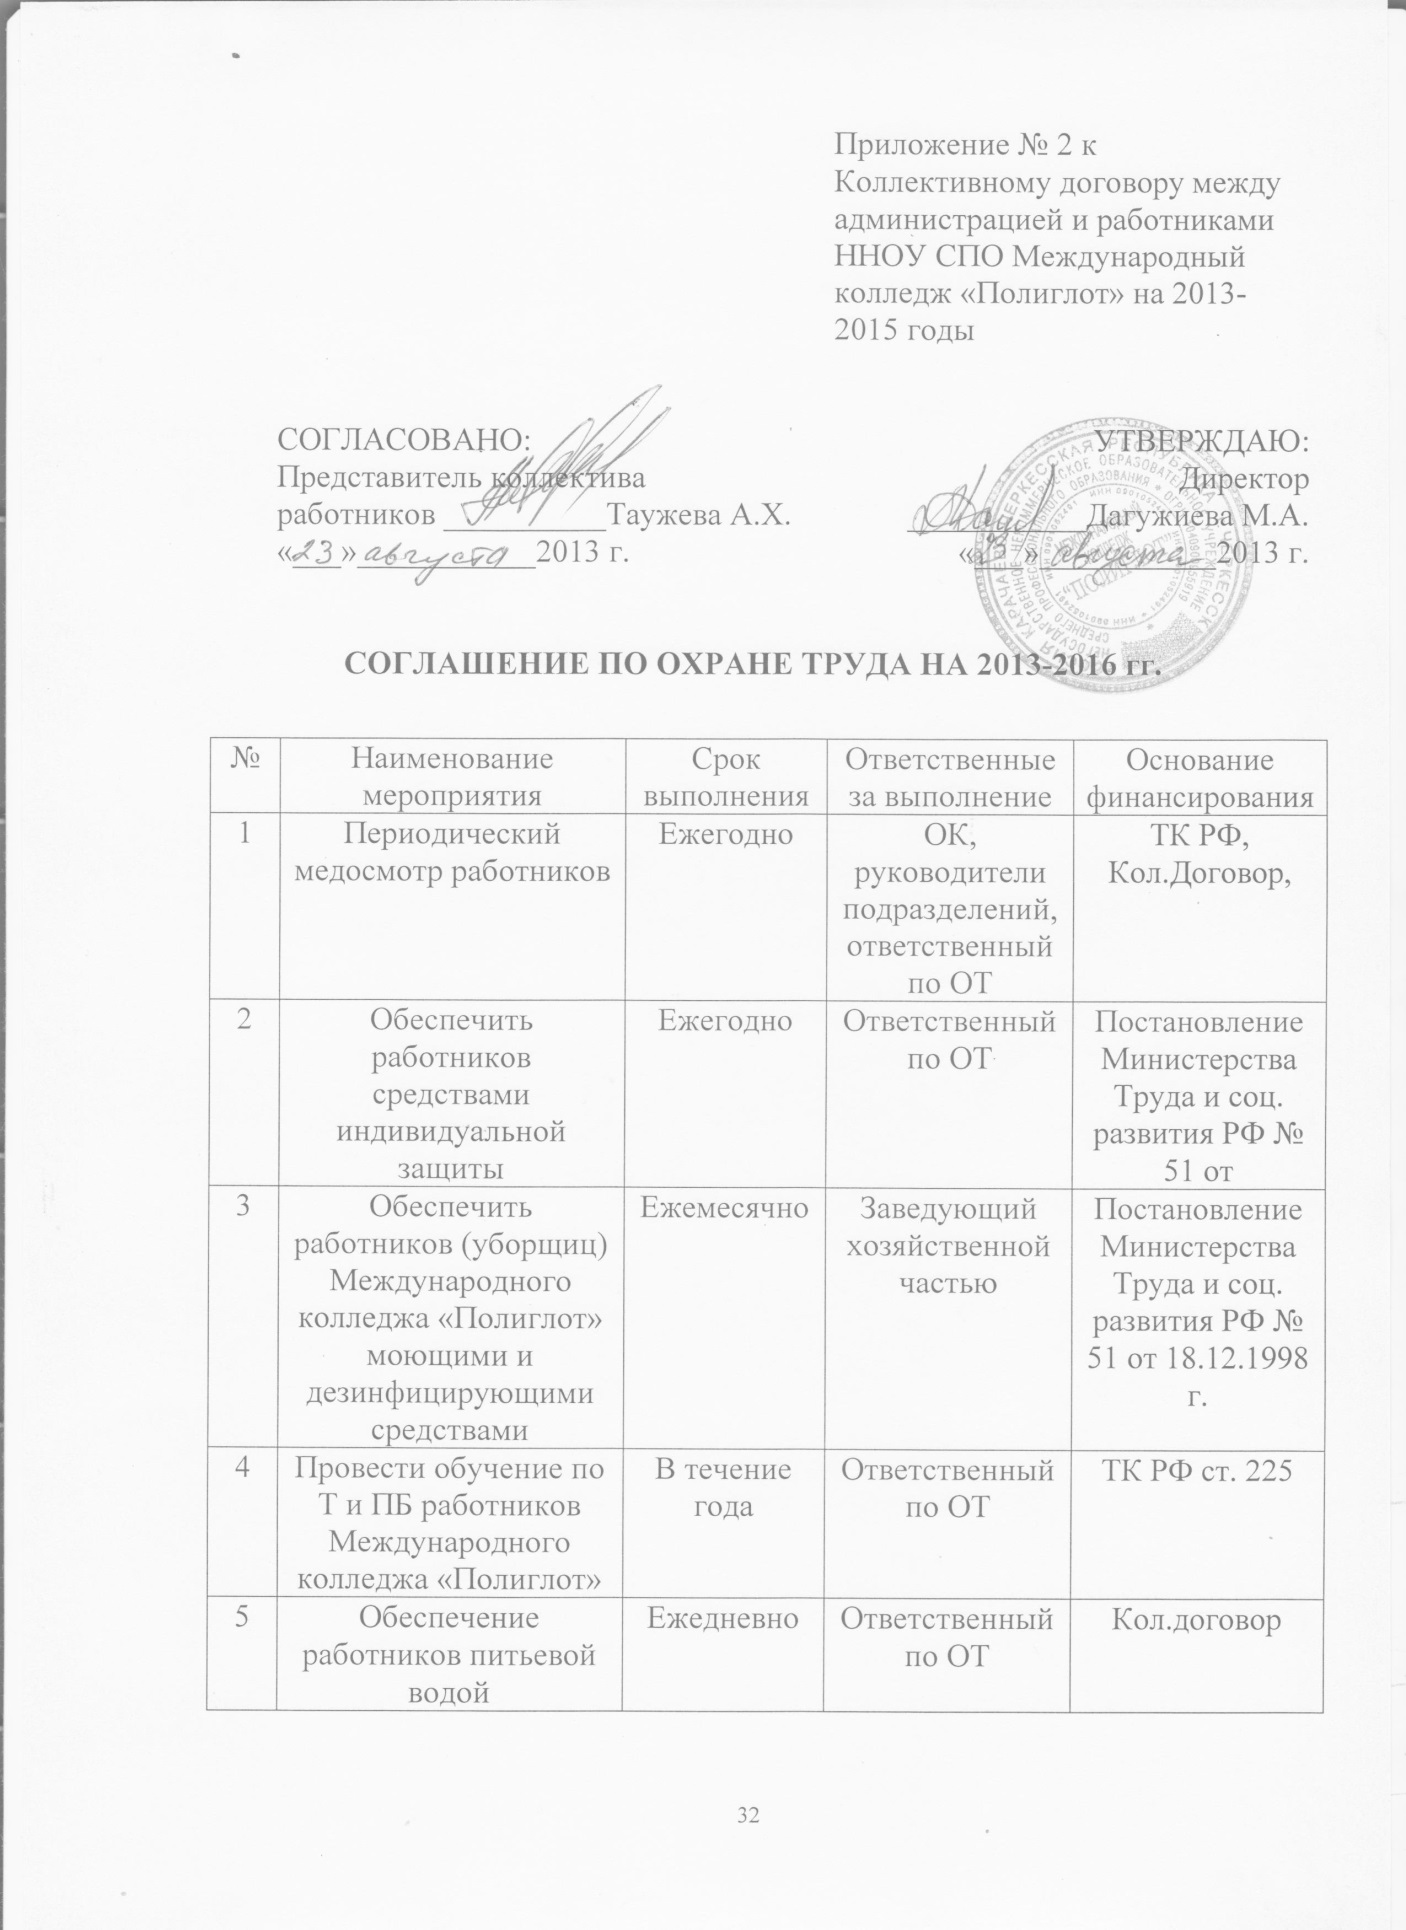 Приложение № 2 к
Коллективному договору между
администрацией и работниками
ННОУ СПО Международный
колледж «Полиглот» на 2013-
2015 годы
СОГЛАСОВАНО:
Представитель коллектива
работников __________Таужева А.Х.
«23» августа 2013 г.
УТВЕРЖДАЮ:
Директор
___________Дагужиева М.А.
«23» августа 2013 г.
СОГЛАШЕНИЕ ПО ОХРАНЕ ТРУДА НА 2013-2016 гг.
№
Наименование
мероприятия
Срок
выполнения
Ответственные
за выполнение
Основание
финансирования
1
Периодический
медосмотр работников
Ежегодно
ОК,
руководители
подразделений,
ответственный
по ОТ
ТК РФ,
Кол.Договор,
2
Обеспечить
работников
средствами
индивидуальной
защиты
Ежегодно
Ответственный
по ОТ
Постановление
Министерства
Труда и соц.
развития РФ №
51 от
3
Обеспечить
работников (уборщиц)
Международного
колледжа «Полиглот»
моющими и
дезинфицирующими
средствами
Ежемесячно
Заведующий
хозяйственной
частью
Постановление
Министерства
Труда и соц.
развития РФ №
51 от 18.12.1998
г.
4
Провести обучение по
Т и ПБ работников
Международного
колледжа «Полиглот»
В течение
года
Ответственный
по ОТ
ТК РФ ст. 225
5
Обеспечение
работников питьевой
водой
Ежедневно
Ответственный
по ОТ
Кол.договор
32